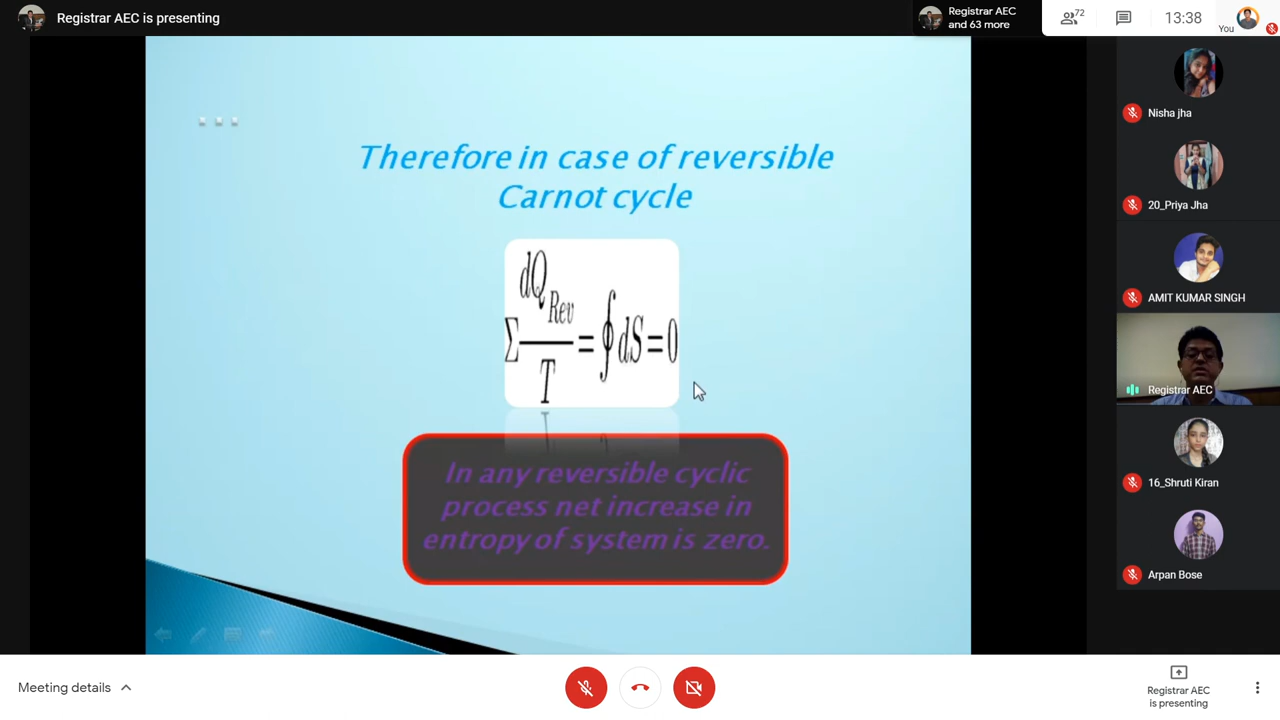 Registrar AEC is presenting
Registrar AEC
and 63 more
72
13:38
You
. . .
Therefore in case of reversible
Carnot cycle
Σ dQ_Rev / T = ∮ dS = 0
In any reversible cyclic
process net increase in
entropy of system is zero.
Nisha jha
20_Priya Jha
AMIT KUMAR SINGH
Registrar AEC
16_Shruti Kiran
Arpan Bose
Meeting details
Registrar AEC
is presenting